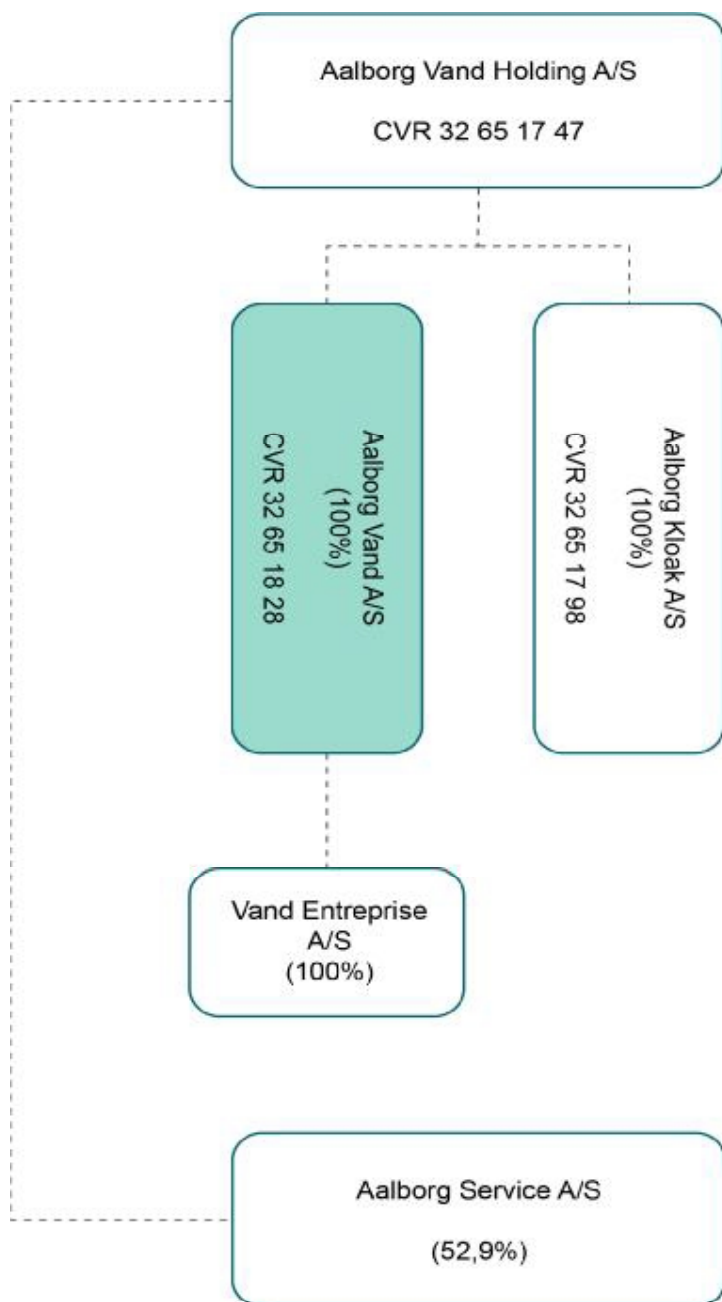 Aalborg Vand Holding A/S
CVR 32 65 17 47
Aalborg Vand A/S
(100%)
CVR 32 65 18 28
Aalborg Kloak A/S
(100%)
CVR 32 65 17 98
Vand Entreprise
A/S
(100%)
Aalborg Service A/S
(52,9%)